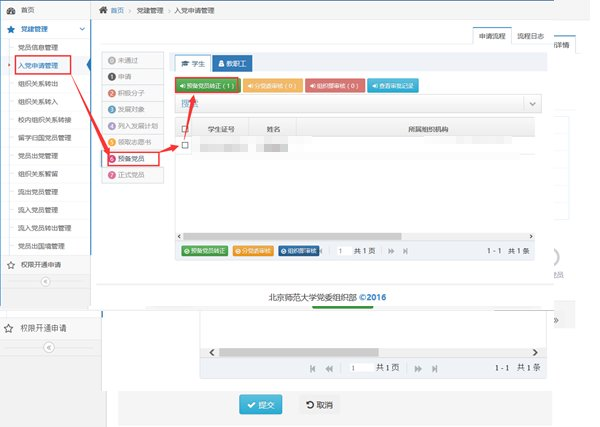 首页
首页 > 党建管理 > 入党申请管理
党建管理
党员信息管理
入党申请管理
组织关系转出
组织关系转入
校内组织关系转接
留学归国党员管理
党员出党管理
组织关系暂留
流出党员管理
流入党员管理
流入党员转出管理
党员出国境管理
权限开通申请
申请流程 流程日志
详情
0 未通过
1 申请
2 积极分子
3 发展对象
4 列入发展计划
5 领取志愿书
6 预备党员
7 正式党员
学生 教职工
预备党员转正 ( 1 ) 分党委审核 ( 0 ) 组织部审核 ( 0 ) 查看审批记录
搜索
学生证号 姓名 所属组织机构
预备党员转正 分党委审核 组织部审核 1 共 1 页 1 - 1 共 1 条
党员
北京师范大学党委组织部 ©2016
权限开通申请
1 共 1 页 1 - 1 共 1 条
提交 取消